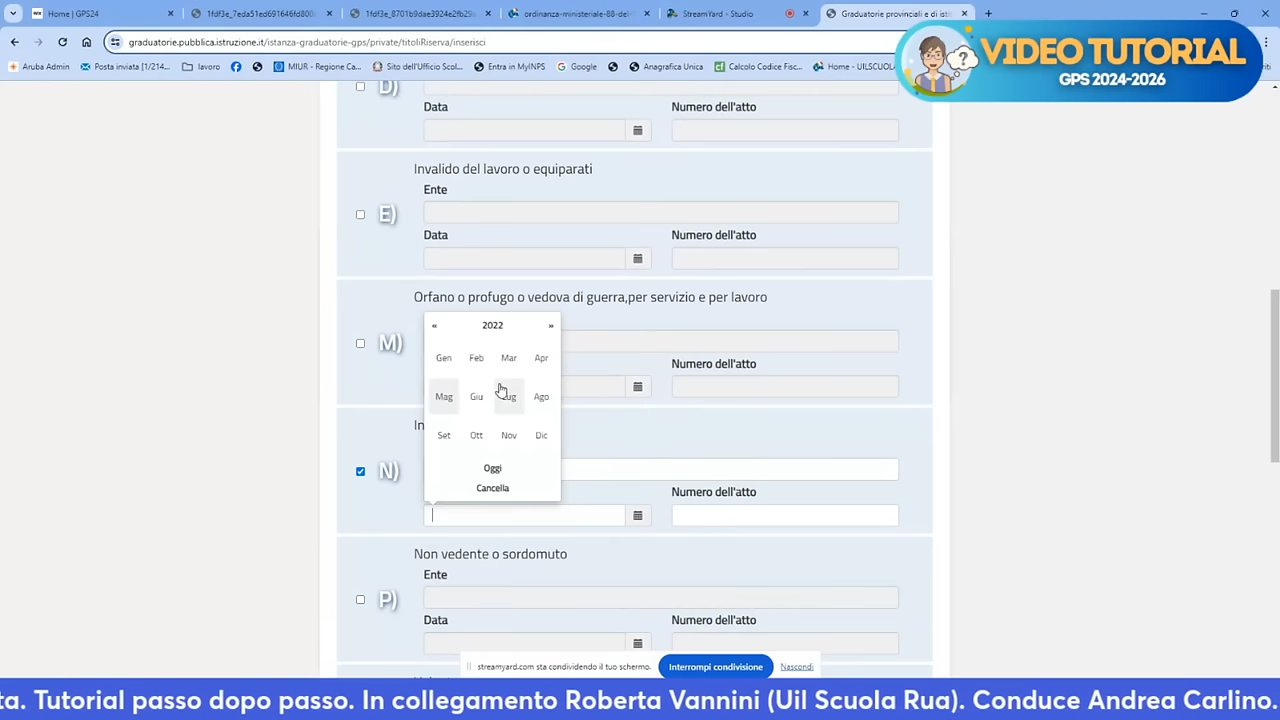 Home | GPS24
1fdf3_7eda51ed691646fd800
1fdf3_8701b9dae3924e2fb29
ordinanza-ministeriale-88-del-
StreamYard - Studio
Graduatorie provinciali e di isti
graduatorie.pubblica.istruzione.it/istanza-graduatorie-gps/private/titoliRiserva/inserisci
VIDEO TUTORIAL
GPS 2024-2026
Aruba Admin
Posta inviata [1/214...
lavoro
MIUR - Regione Ca...
Sito dell'Ufficio Scol...
Entra in MyINPS
Google
Anagrafica Unica
Calcolo Codice Fisc...
Home - UILSCUOL
D)
Data
Numero dell'atto
Invalido del lavoro o equiparati
Ente
E)
Data
Numero dell'atto
Orfano o profugo o vedova di guerra,per servizio e per lavoro
M)
« 2022 »
Gen Feb Mar Apr
Mag Giu Lug Ago
Set Ott Nov Dic
Oggi
Cancella
Numero dell'atto
In
N)
Numero dell'atto
Non vedente o sordomuto
Ente
P)
Data
Numero dell'atto
streamyard.com sta condividendo il tuo schermo.
Interrompi condivisione
Nascondi
ta. Tutorial passo dopo passo. In collegamento Roberta Vannini (Uil Scuola Rua). Conduce Andrea Carlino.